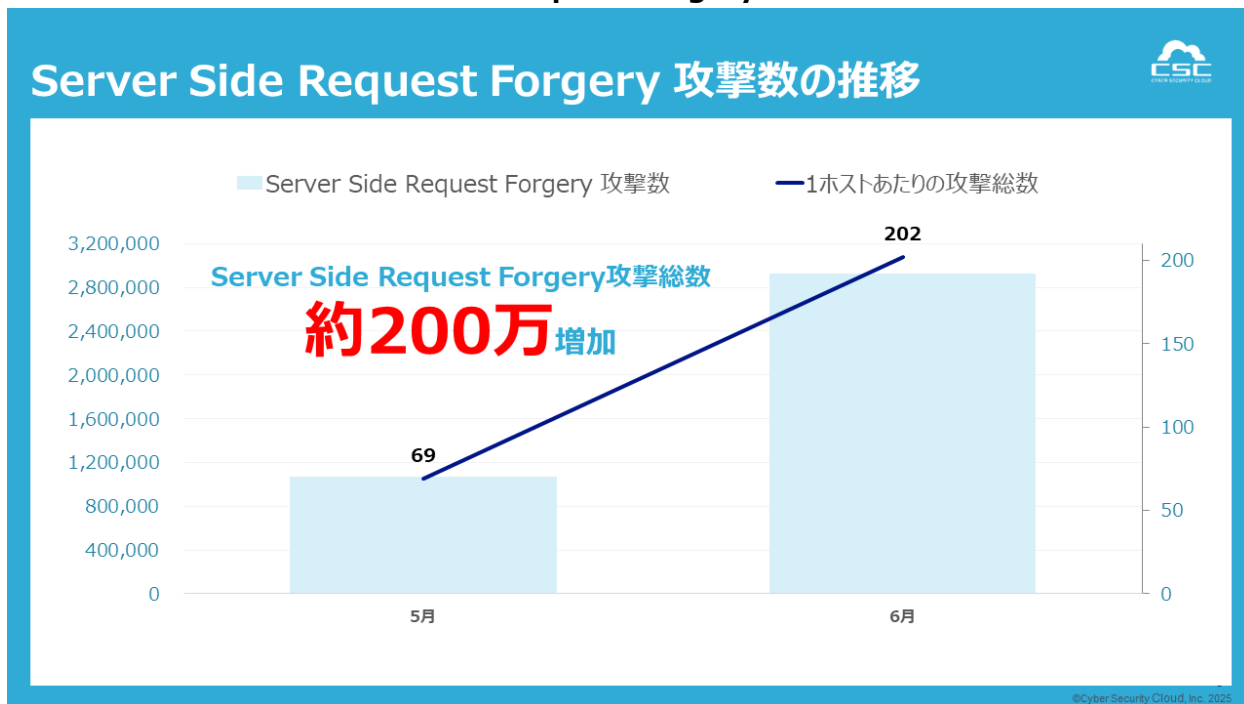 Server Side Request Forgery 攻撃数の推移
CSC
CYBER SECURITY CLOUD
Server Side Request Forgery 攻撃数
1ホストあたりの攻撃総数
3,200,000
2,800,000
2,400,000
2,000,000
1,600,000
1,200,000
800,000
400,000
0
Server Side Request Forgery攻撃総数
約200万増加
69
202
200
150
100
50
0
5月
6月
©Cyber Security Cloud, Inc. 2025